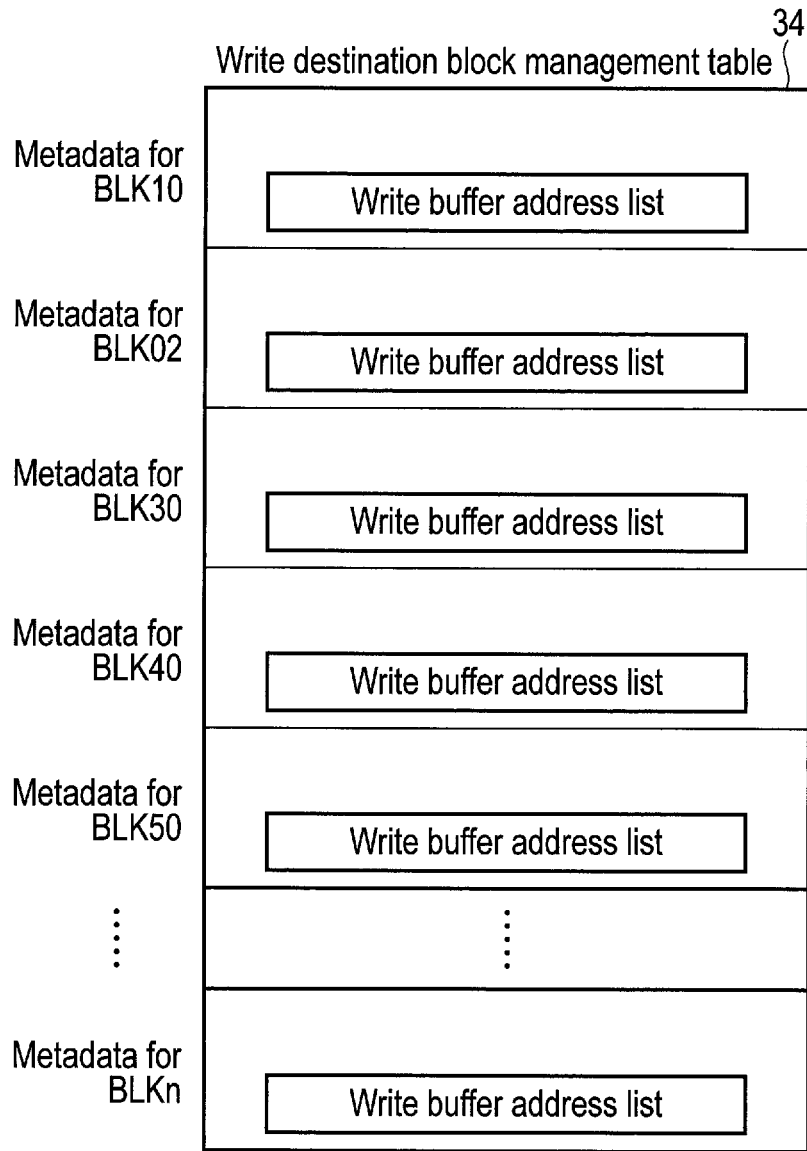 34
Write destination block management table
Metadata for
BLK10
Write buffer address list
Metadata for
BLK02
Write buffer address list
Metadata for
BLK30
Write buffer address list
Metadata for
BLK40
Write buffer address list
Metadata for
BLK50
Write buffer address list
Metadata for
BLKn
Write buffer address list